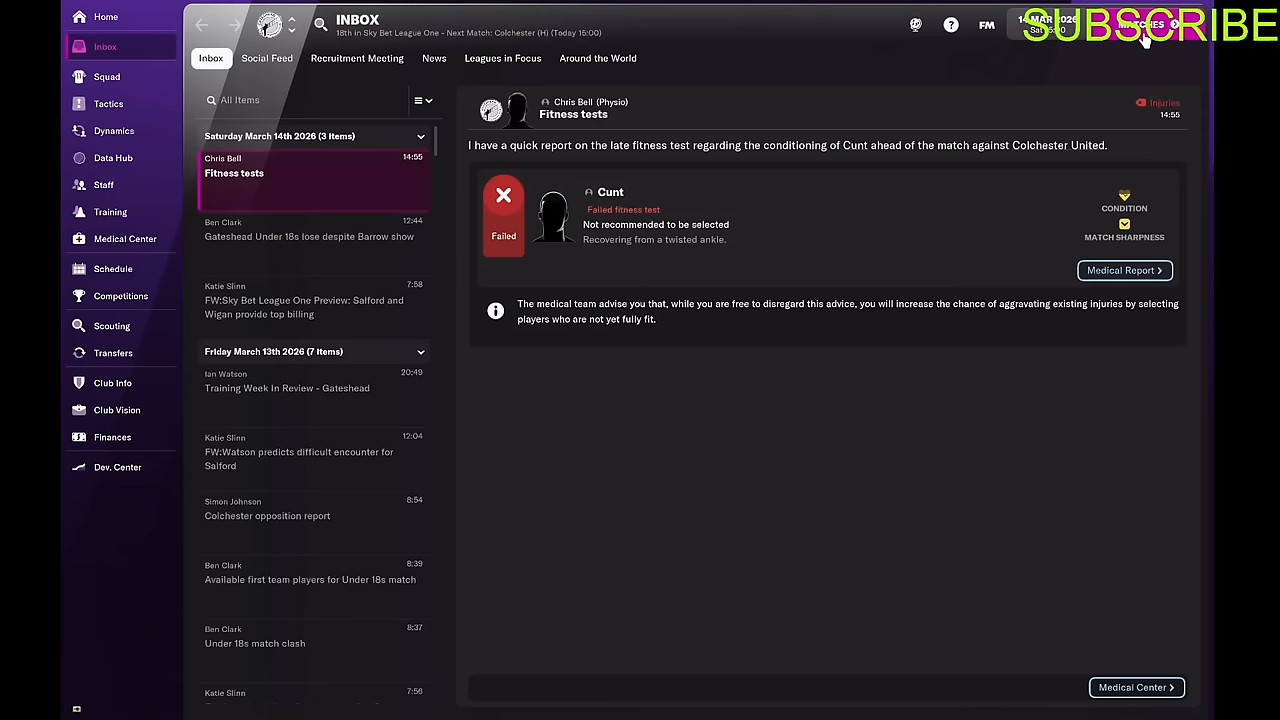 Home
Inbox
Squad
Tactics
Dynamics
Data Hub
Staff
Training
Medical Center
Schedule
Competitions
Scouting
Transfers
Club Info
Club Vision
Finances
Dev. Center
INBOX
18th in Sky Bet League One - Next Match: Colchester (H) (Today 15:00)
?
FM
14 MAR 2026
MATCHES
SUBSCRIBE
Inbox
Social Feed
Recruitment Meeting
News
Leagues in Focus
Around the World
All Items
Saturday March 14th 2026 (3 Items)
Chris Bell
14:55
Fitness tests
Ben Clark
12:44
Gateshead Under 18s lose despite Barrow show
Katie Slinn
7:58
FW:Sky Bet League One Preview: Salford and
Wigan provide top billing
Friday March 13th 2026 (7 Items)
Ian Watson
20:49
Training Week In Review - Gateshead
Katie Slinn
12:04
FW:Watson predicts difficult encounter for
Salford
Simon Johnson
8:54
Colchester opposition report
Ben Clark
8:39
Available first team players for Under 18s match
Ben Clark
8:37
Under 18s match clash
Katie Slinn
7:56
Chris Bell (Physio)
Fitness tests
Injuries
14:55
I have a quick report on the late fitness test regarding the conditioning of Cunt ahead of the match against Colchester United.
Failed
Cunt
Failed fitness test
Not recommended to be selected
Recovering from a twisted ankle.
CONDITION
MATCH SHARPNESS
Medical Report
The medical team advise you that, while you are free to disregard this advice, you will increase the chance of aggravating existing injuries by selecting
players who are not yet fully fit.
Medical Center